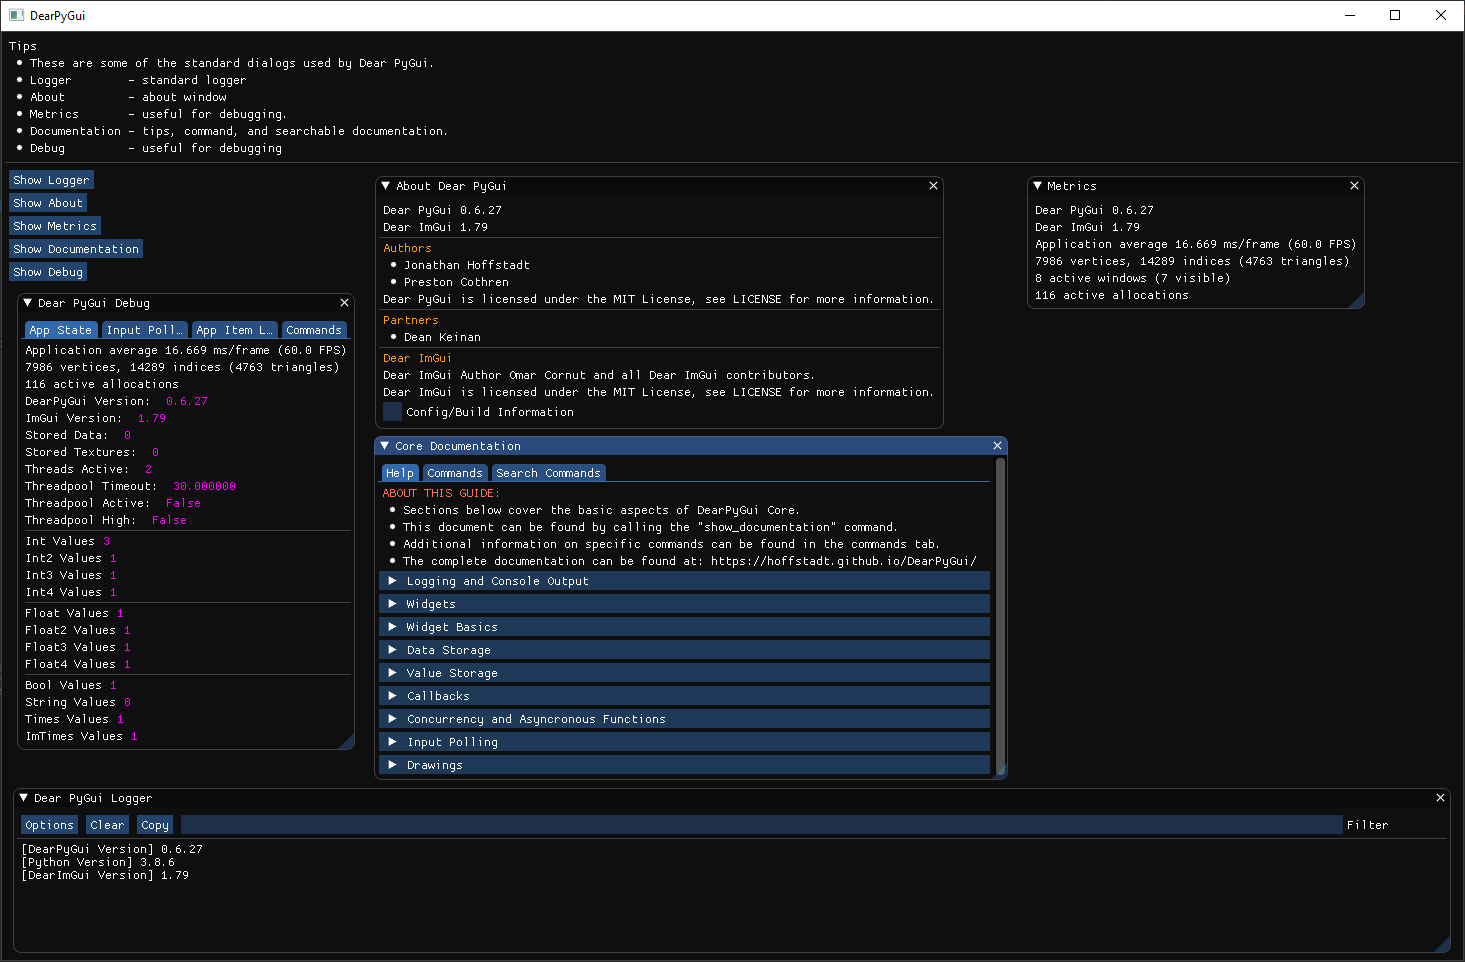 DearPyGui
Tips
These are some of the standard dialogs used by Dear PyGui.
Logger - standard logger
About - about window
Metrics - useful for debugging.
Documentation - tips, command, and searchable documentation.
Debug - useful for debugging
Show Logger
Show About
Show Metrics
Show Documentation
Show Debug
Dear PyGui Debug
App State
Input Poll…
App Item L…
Commands
Application average 16.669 ms/frame (60.0 FPS)
7986 vertices, 14289 indices (4763 triangles)
116 active allocations
DearPyGui Version: 0.6.27
ImGui Version: 1.79
Stored Data: 0
Stored Textures: 0
Threads Active: 2
Threadpool Timeout: 30.000000
Threadpool Active: False
Threadpool High: False
Int Values 3
Int2 Values 1
Int3 Values 1
Int4 Values 1
Float Values 1
Float2 Values 1
Float3 Values 1
Float4 Values 1
Bool Values 1
String Values 8
Times Values 1
ImTimes Values 1
About Dear PyGui
Dear PyGui 0.6.27
Dear ImGui 1.79
Authors
Jonathan Hoffstadt
Preston Cothren
Dear PyGui is licensed under the MIT License, see LICENSE for more information.
Partners
Dean Keinan
Dear ImGui
Dear ImGui Author Omar Cornut and all Dear ImGui contributors.
Dear ImGui is licensed under the MIT License, see LICENSE for more information.
Config/Build Information
Metrics
Dear PyGui 0.6.27
Dear ImGui 1.79
Application average 16.669 ms/frame (60.0 FPS)
7986 vertices, 14289 indices (4763 triangles)
8 active windows (7 visible)
116 active allocations
Core Documentation
Help
Commands
Search Commands
ABOUT THIS GUIDE:
Sections below cover the basic aspects of DearPyGui Core.
This document can be found by calling the "show_documentation" command.
Additional information on specific commands can be found in the commands tab.
The complete documentation can be found at: https://hoffstadt.github.io/DearPyGui/
Logging and Console Output
Widgets
Widget Basics
Data Storage
Value Storage
Callbacks
Concurrency and Asyncronous Functions
Input Polling
Drawings
Dear PyGui Logger
Options
Clear
Copy
Filter
[DearPyGui Version] 0.6.27
[Python Version] 3.8.6
[DearImGui Version] 1.79